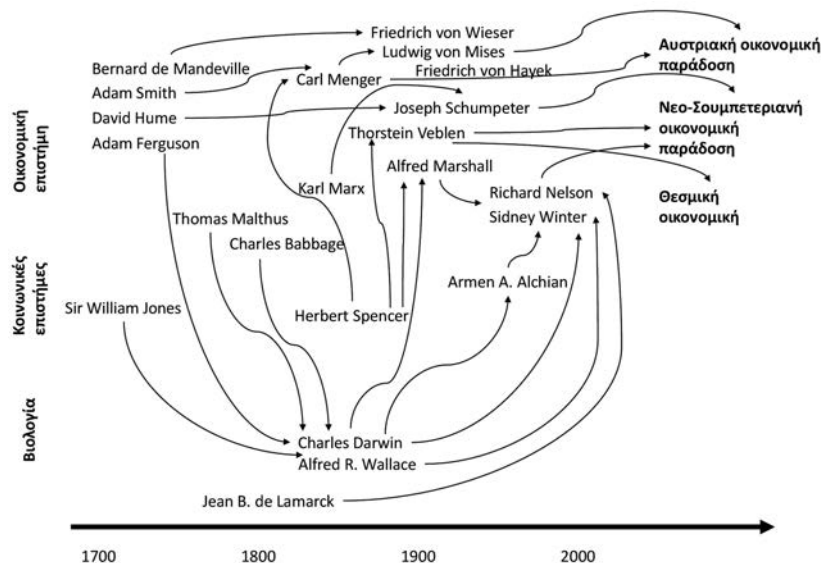 Friedrich von Wieser
Ludwig von Mises
Αυστριακή οικονομική
παράδοση
Bernard de Mandeville
Carl Menger
Friedrich von Hayek
Adam Smith
Joseph Schumpeter
Νεο-Σουμπετεριανή
οικονομική
παράδοση
David Hume
Thorstein Veblen
Adam Ferguson
Alfred Marshall
Οικονομική
επιστήμη
Karl Marx
Richard Nelson
Sidney Winter
Θεσμική
οικονομική
Thomas Malthus
Charles Babbage
Κοινωνικές
επιστήμες
Armen A. Alchian
Sir William Jones
Herbert Spencer
Βιολογία
Charles Darwin
Alfred R. Wallace
Jean B. de Lamarck
1700 1800 1900 2000